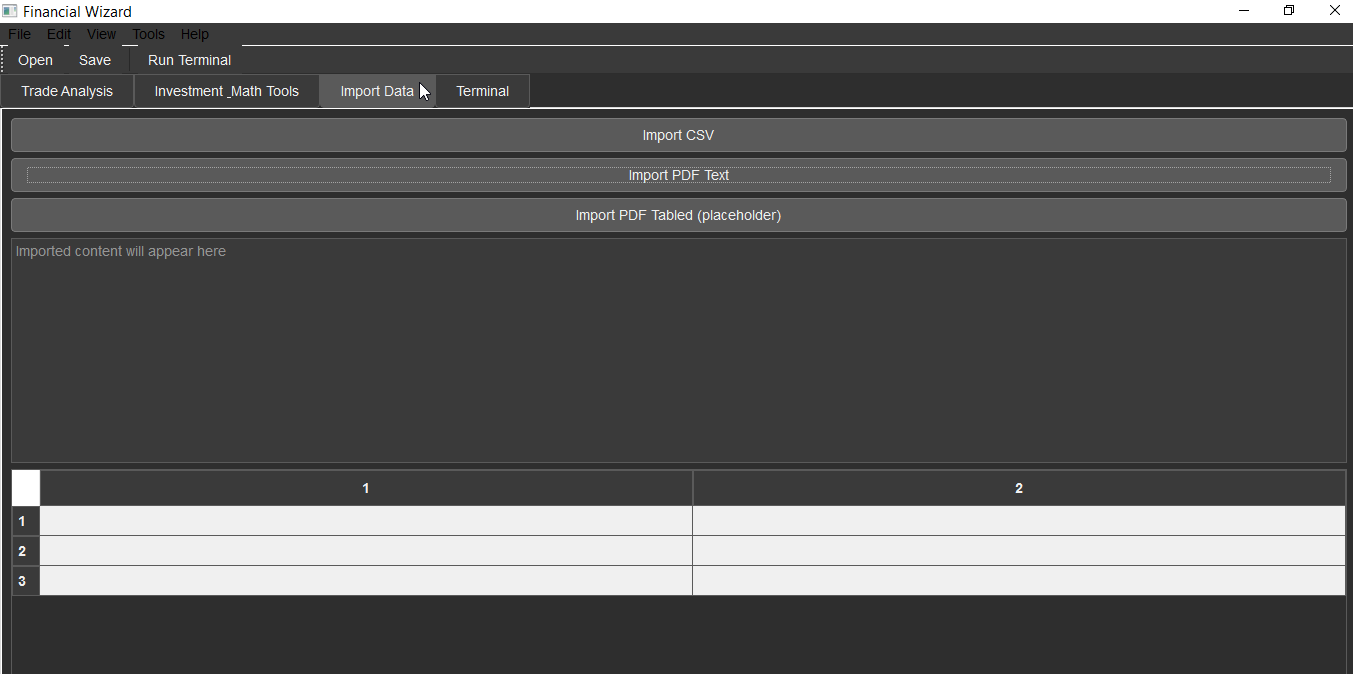 Financial Wizard
File Edit View Tools Help
Open Save Run Terminal
Trade Analysis Investment _Math Tools Import Data Terminal
Import CSV
Import PDF Text
Import PDF Tabled (placeholder)
Imported content will appear here
1 2
1
2
3